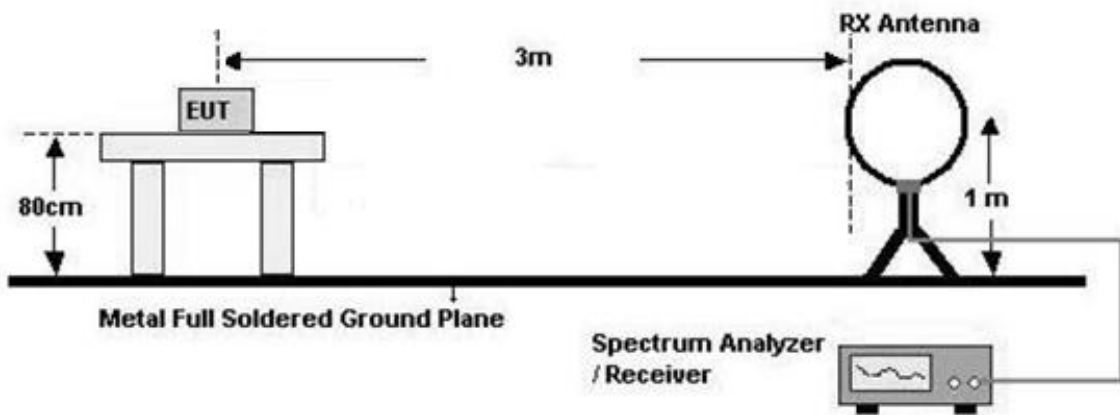 RX Antenna
3m
EUT
80cm
1 m
Metal Full Soldered Ground Plane
Spectrum Analyzer
/ Receiver